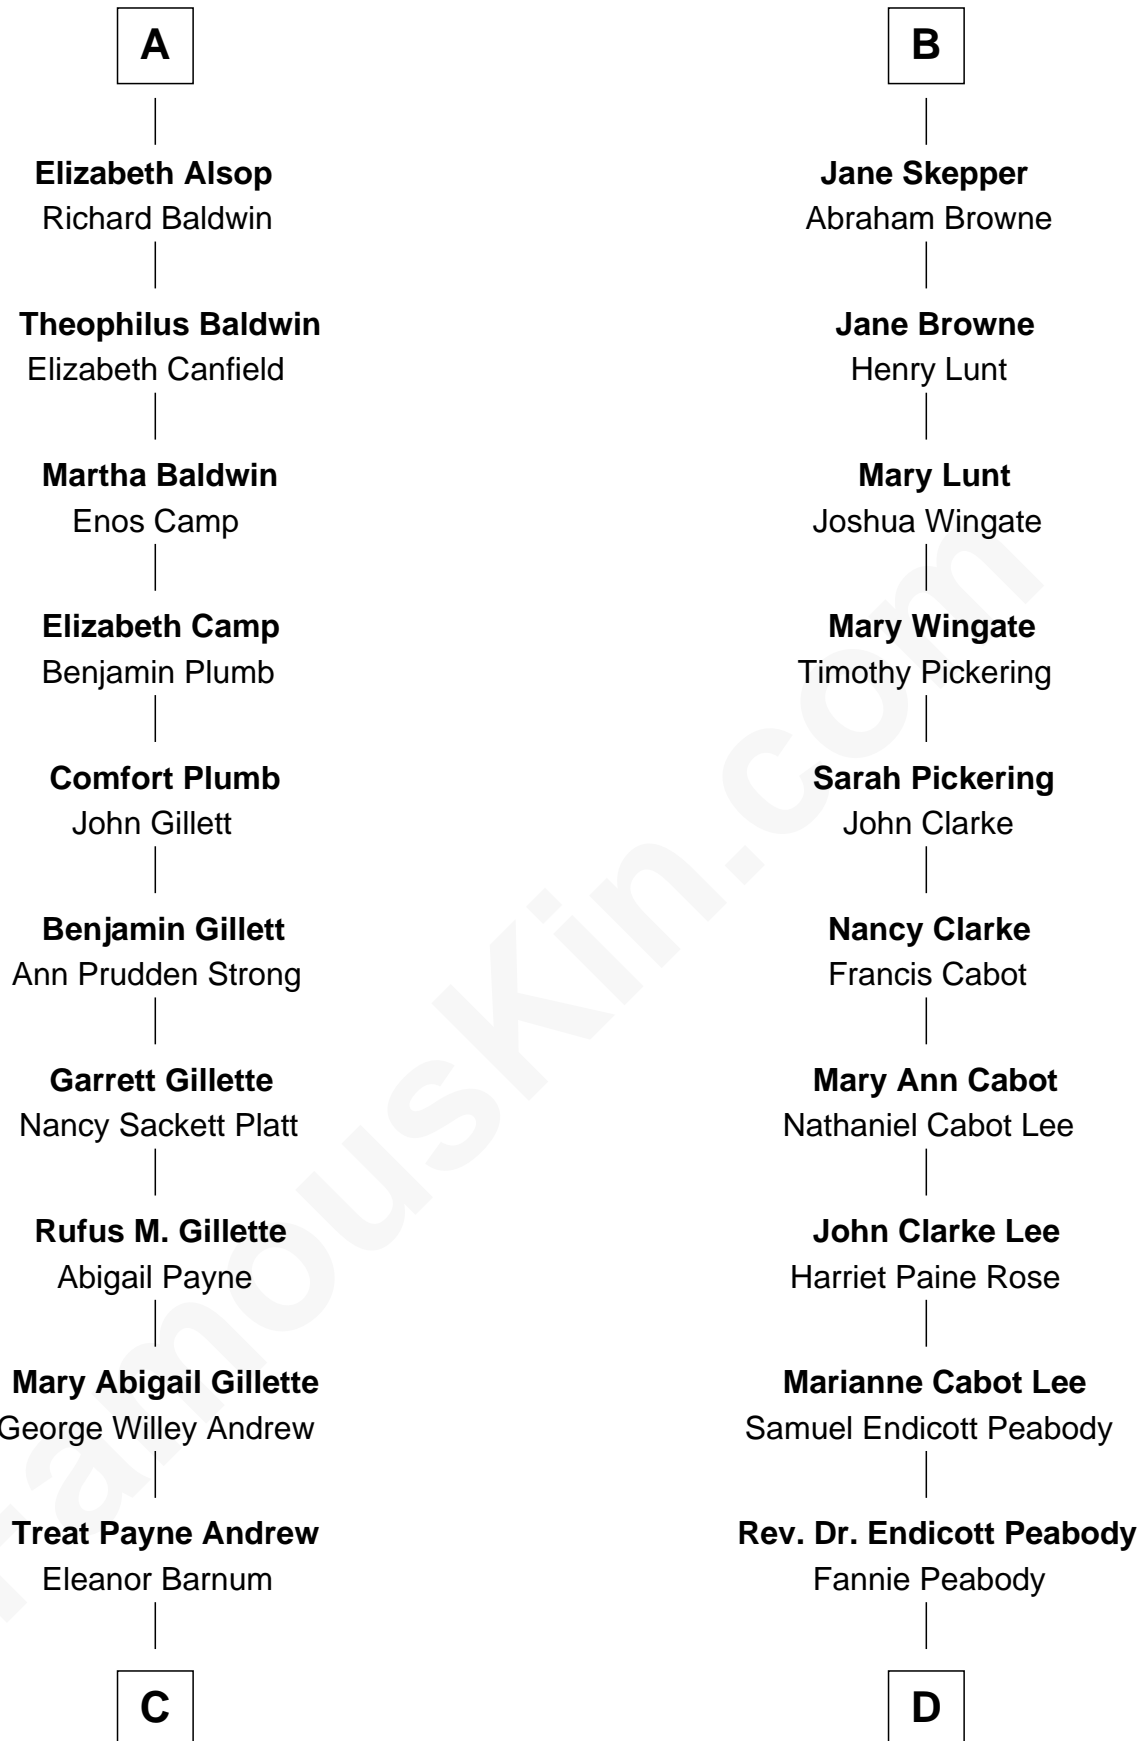 A
Elizabeth Alsop
Richard Baldwin
Theophilus Baldwin
Elizabeth Canfield
Martha Baldwin
Enos Camp
Elizabeth Camp
Benjamin Plumb
Comfort Plumb
John Gillett
Benjamin Gillett
Ann Prudden Strong
Garrett Gillette
Nancy Sackett Platt
Rufus M. Gillette
Abigail Payne
Mary Abigail Gillette
George Willey Andrew
Treat Payne Andrew
Eleanor Barnum
C
B
Jane Skepper
Abraham Browne
Jane Browne
Henry Lunt
Mary Lunt
Joshua Wingate
Mary Wingate
Timothy Pickering
Sarah Pickering
John Clarke
Nancy Clarke
Francis Cabot
Mary Ann Cabot
Nathaniel Cabot Lee
John Clarke Lee
Harriet Paine Rose
Marianne Cabot Lee
Samuel Endicott Peabody
Rev. Dr. Endicott Peabody
Fannie Peabody
D
FamousKin.com